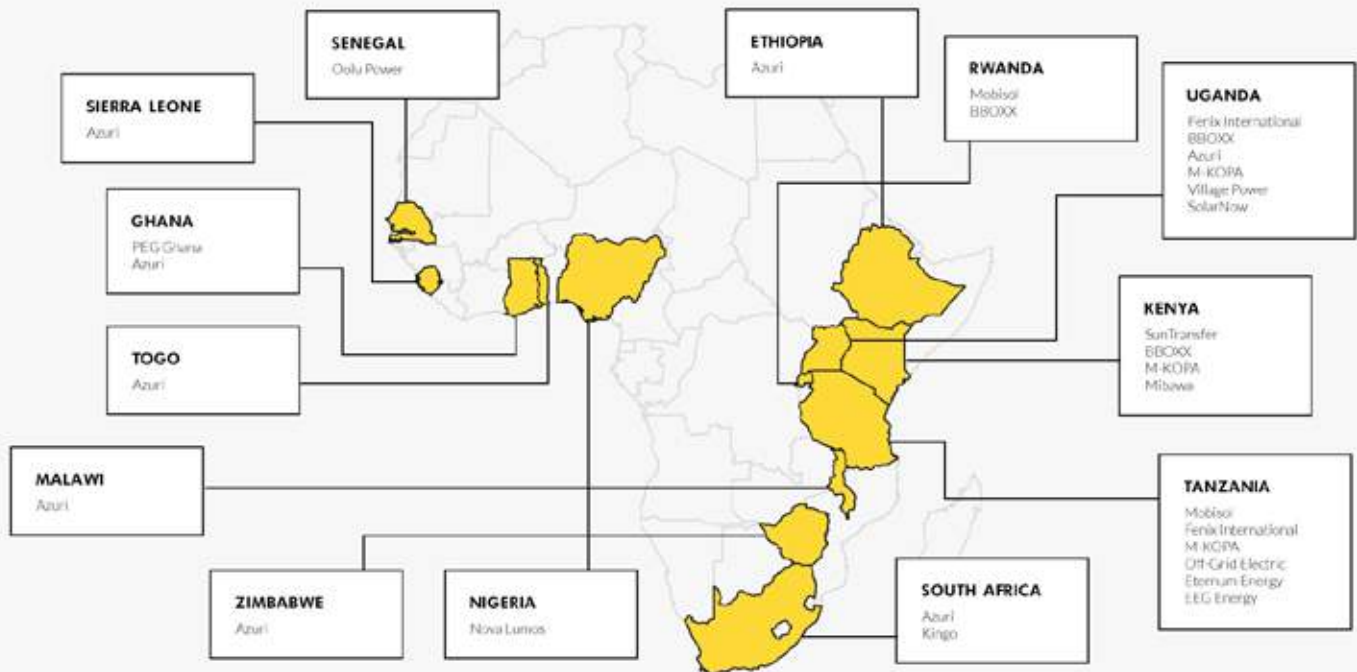 SENEGAL
Oolu Power
ETHIOPIA
Azuri
RWANDA
Mobisol
BBOXX
UGANDA
Fenix International
BBOXX
Azuri
M-KOPA
Village Power
SolarNow
SIERRA LEONE
Azuri
GHANA
PEG Ghana
Azuri
KENYA
SunTransfer
BBOXX
M-KOPA
Mibawa
TOGO
Azuri
MALAWI
Azuri
TANZANIA
Mobisol
Fenix International
M-KOPA
Off-Grid Electric
Eternum Energy
EEG Energy
ZIMBABWE
Azuri
NIGERIA
Nova Lumos
SOUTH AFRICA
Azuri
Kingo